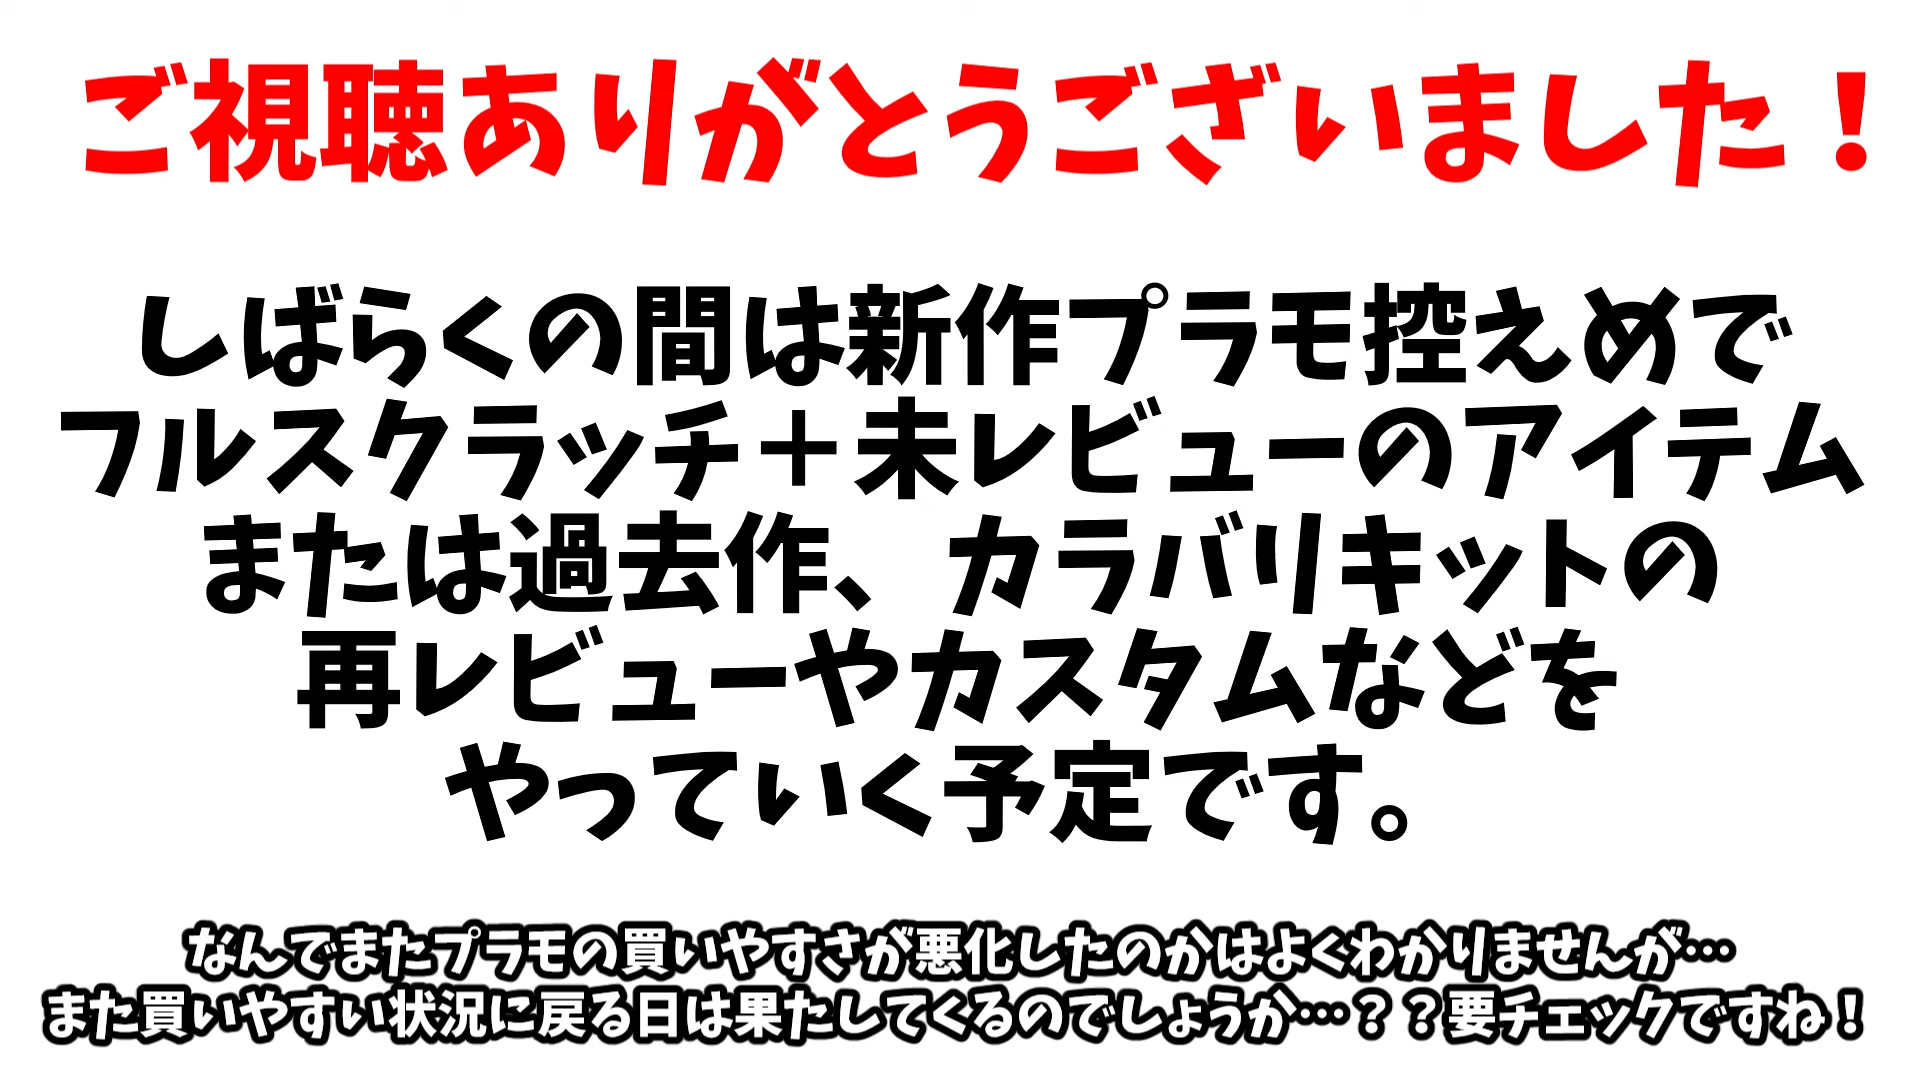 ご視聴ありがとうございました！
しばらくの間は新作プラモ控えめで
フルスクラッチ＋未レビューのアイテム
または過去作、カラバリキットの
再レビューやカスタムなどを
やっていく予定です。
なんでまたプラモの買いやすさが悪化したのかはよくわかりませんが…
また買いやすい状況に戻る日は果たしてくるのでしょうか…？？要チェックですね！